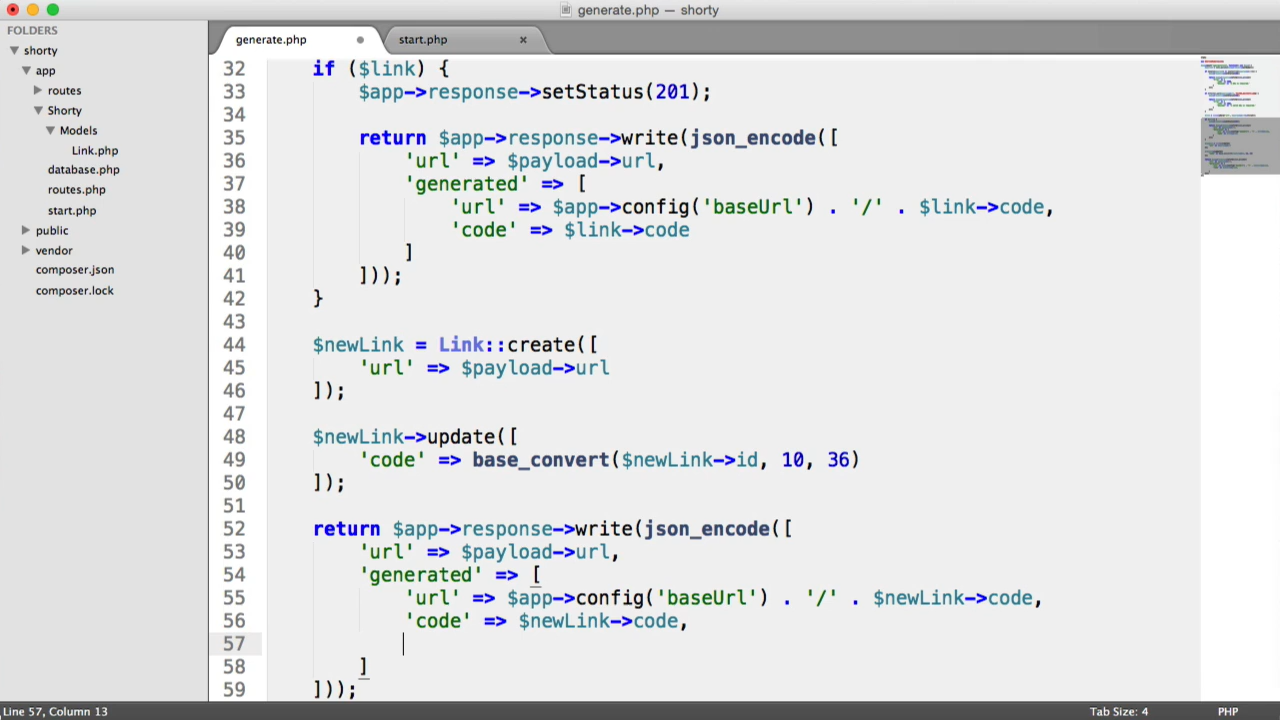 generate.php — shorty
FOLDERS
shorty
app
routes
Shorty
Models
Link.php
database.php
routes.php
start.php
public
vendor
composer.json
composer.lock
generate.php
start.php
32 if ($link) {
33 $app->response->setStatus(201);
34
35 return $app->response->write(json_encode([
36 'url' => $payload->url,
37 'generated' => [
38 'url' => $app->config('baseUrl') . '/' . $link->code,
39 'code' => $link->code
40 ]
41 ]));
42 }
43
44 $newLink = Link::create([
45 'url' => $payload->url
46 ]);
47
48 $newLink->update([
49 'code' => base_convert($newLink->id, 10, 36)
50 ]);
51
52 return $app->response->write(json_encode([
53 'url' => $payload->url,
54 'generated' => [
55 'url' => $app->config('baseUrl') . '/' . $newLink->code,
56 'code' => $newLink->code,
57
58 ]
59 ]));
Line 57, Column 13
Tab Size: 4
PHP